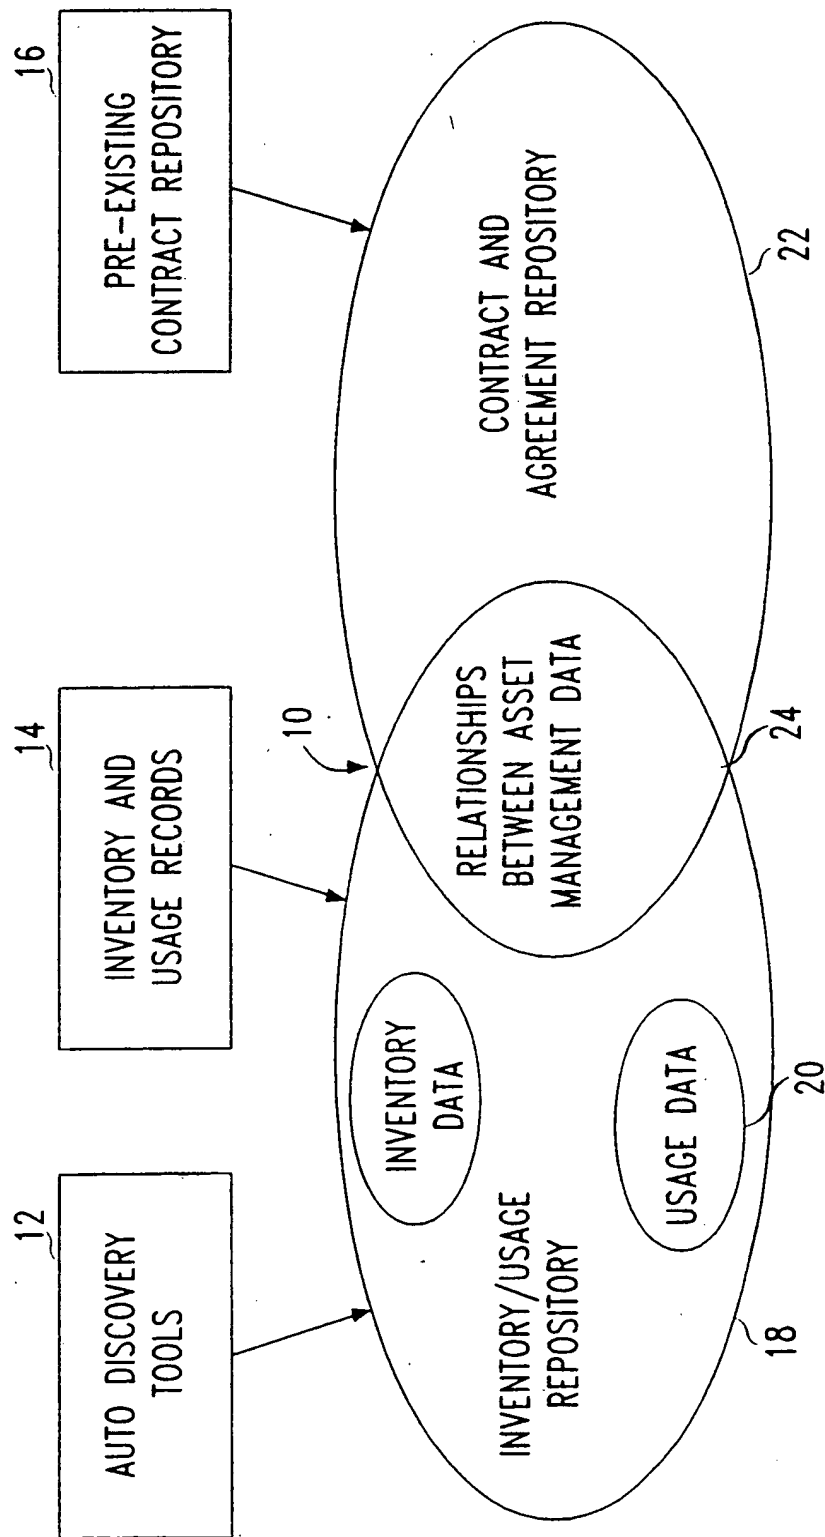 12
AUTO DISCOVERY
TOOLS
14
INVENTORY AND
USAGE RECORDS
16
PRE-EXISTING
CONTRACT REPOSITORY
10
INVENTORY/USAGE
REPOSITORY
INVENTORY
DATA
USAGE DATA
RELATIONSHIPS
BETWEEN ASSET
MANAGEMENT DATA
CONTRACT AND
AGREEMENT REPOSITORY
18
20
24
22